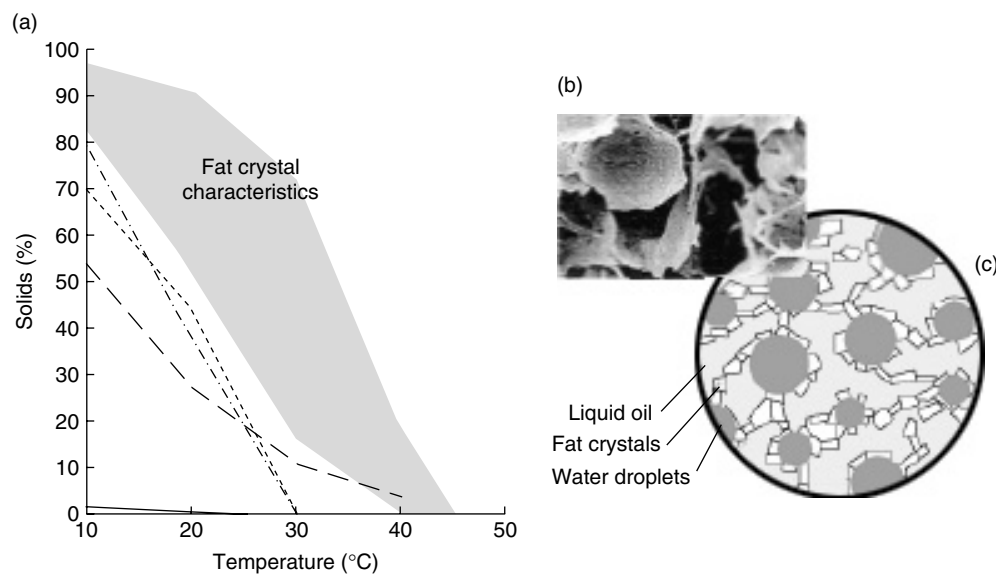 (a)
100
90
80
70
60
50
40
30
20
10
0
Solids (%)
Fat crystal
characteristics
10
20
30
40
50
Temperature (°C)
(b)
(c)
Liquid oil
Fat crystals
Water droplets